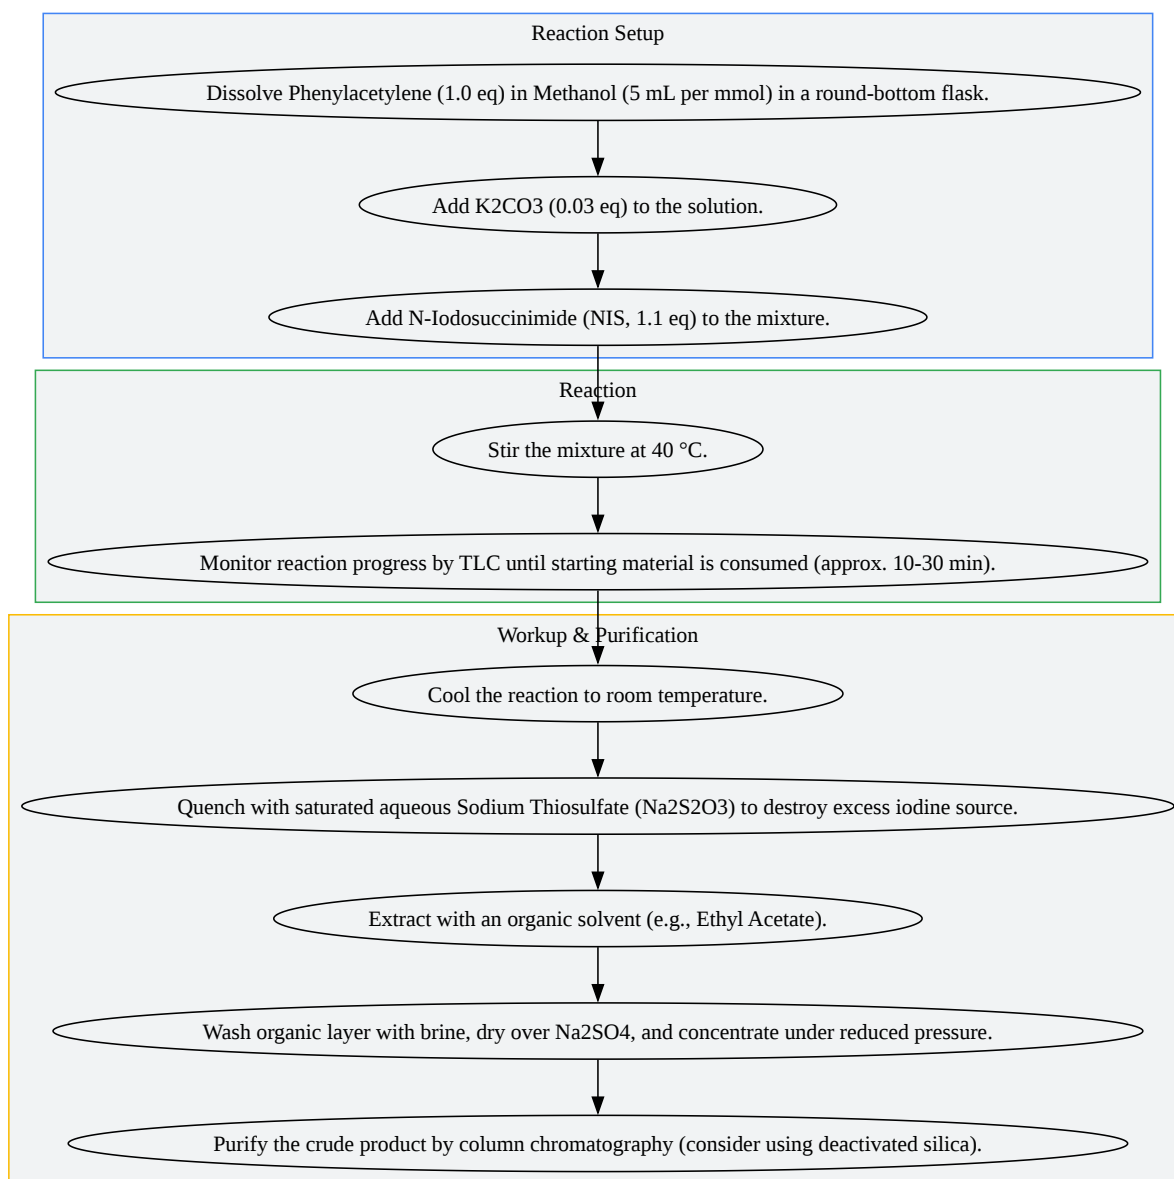 Reaction Setup
Dissolve Phenylacetylene (1.0 eq) in Methanol (5 mL per mmol) in a round-bottom flask.
Add K2CO3 (0.03 eq) to the solution.
Add N-Iodosuccinimide (NIS, 1.1 eq) to the mixture.
Reaction
Stir the mixture at 40 °C.
Monitor reaction progress by TLC until starting material is consumed (approx. 10-30 min).
Workup & Purification
Cool the reaction to room temperature.
Quench with saturated aqueous Sodium Thiosulfate (Na2S2O3) to destroy excess iodine source.
Extract with an organic solvent (e.g., Ethyl Acetate).
Wash organic layer with brine, dry over Na2SO4, and concentrate under reduced pressure.
Purify the crude product by column chromatography (consider using deactivated silica).